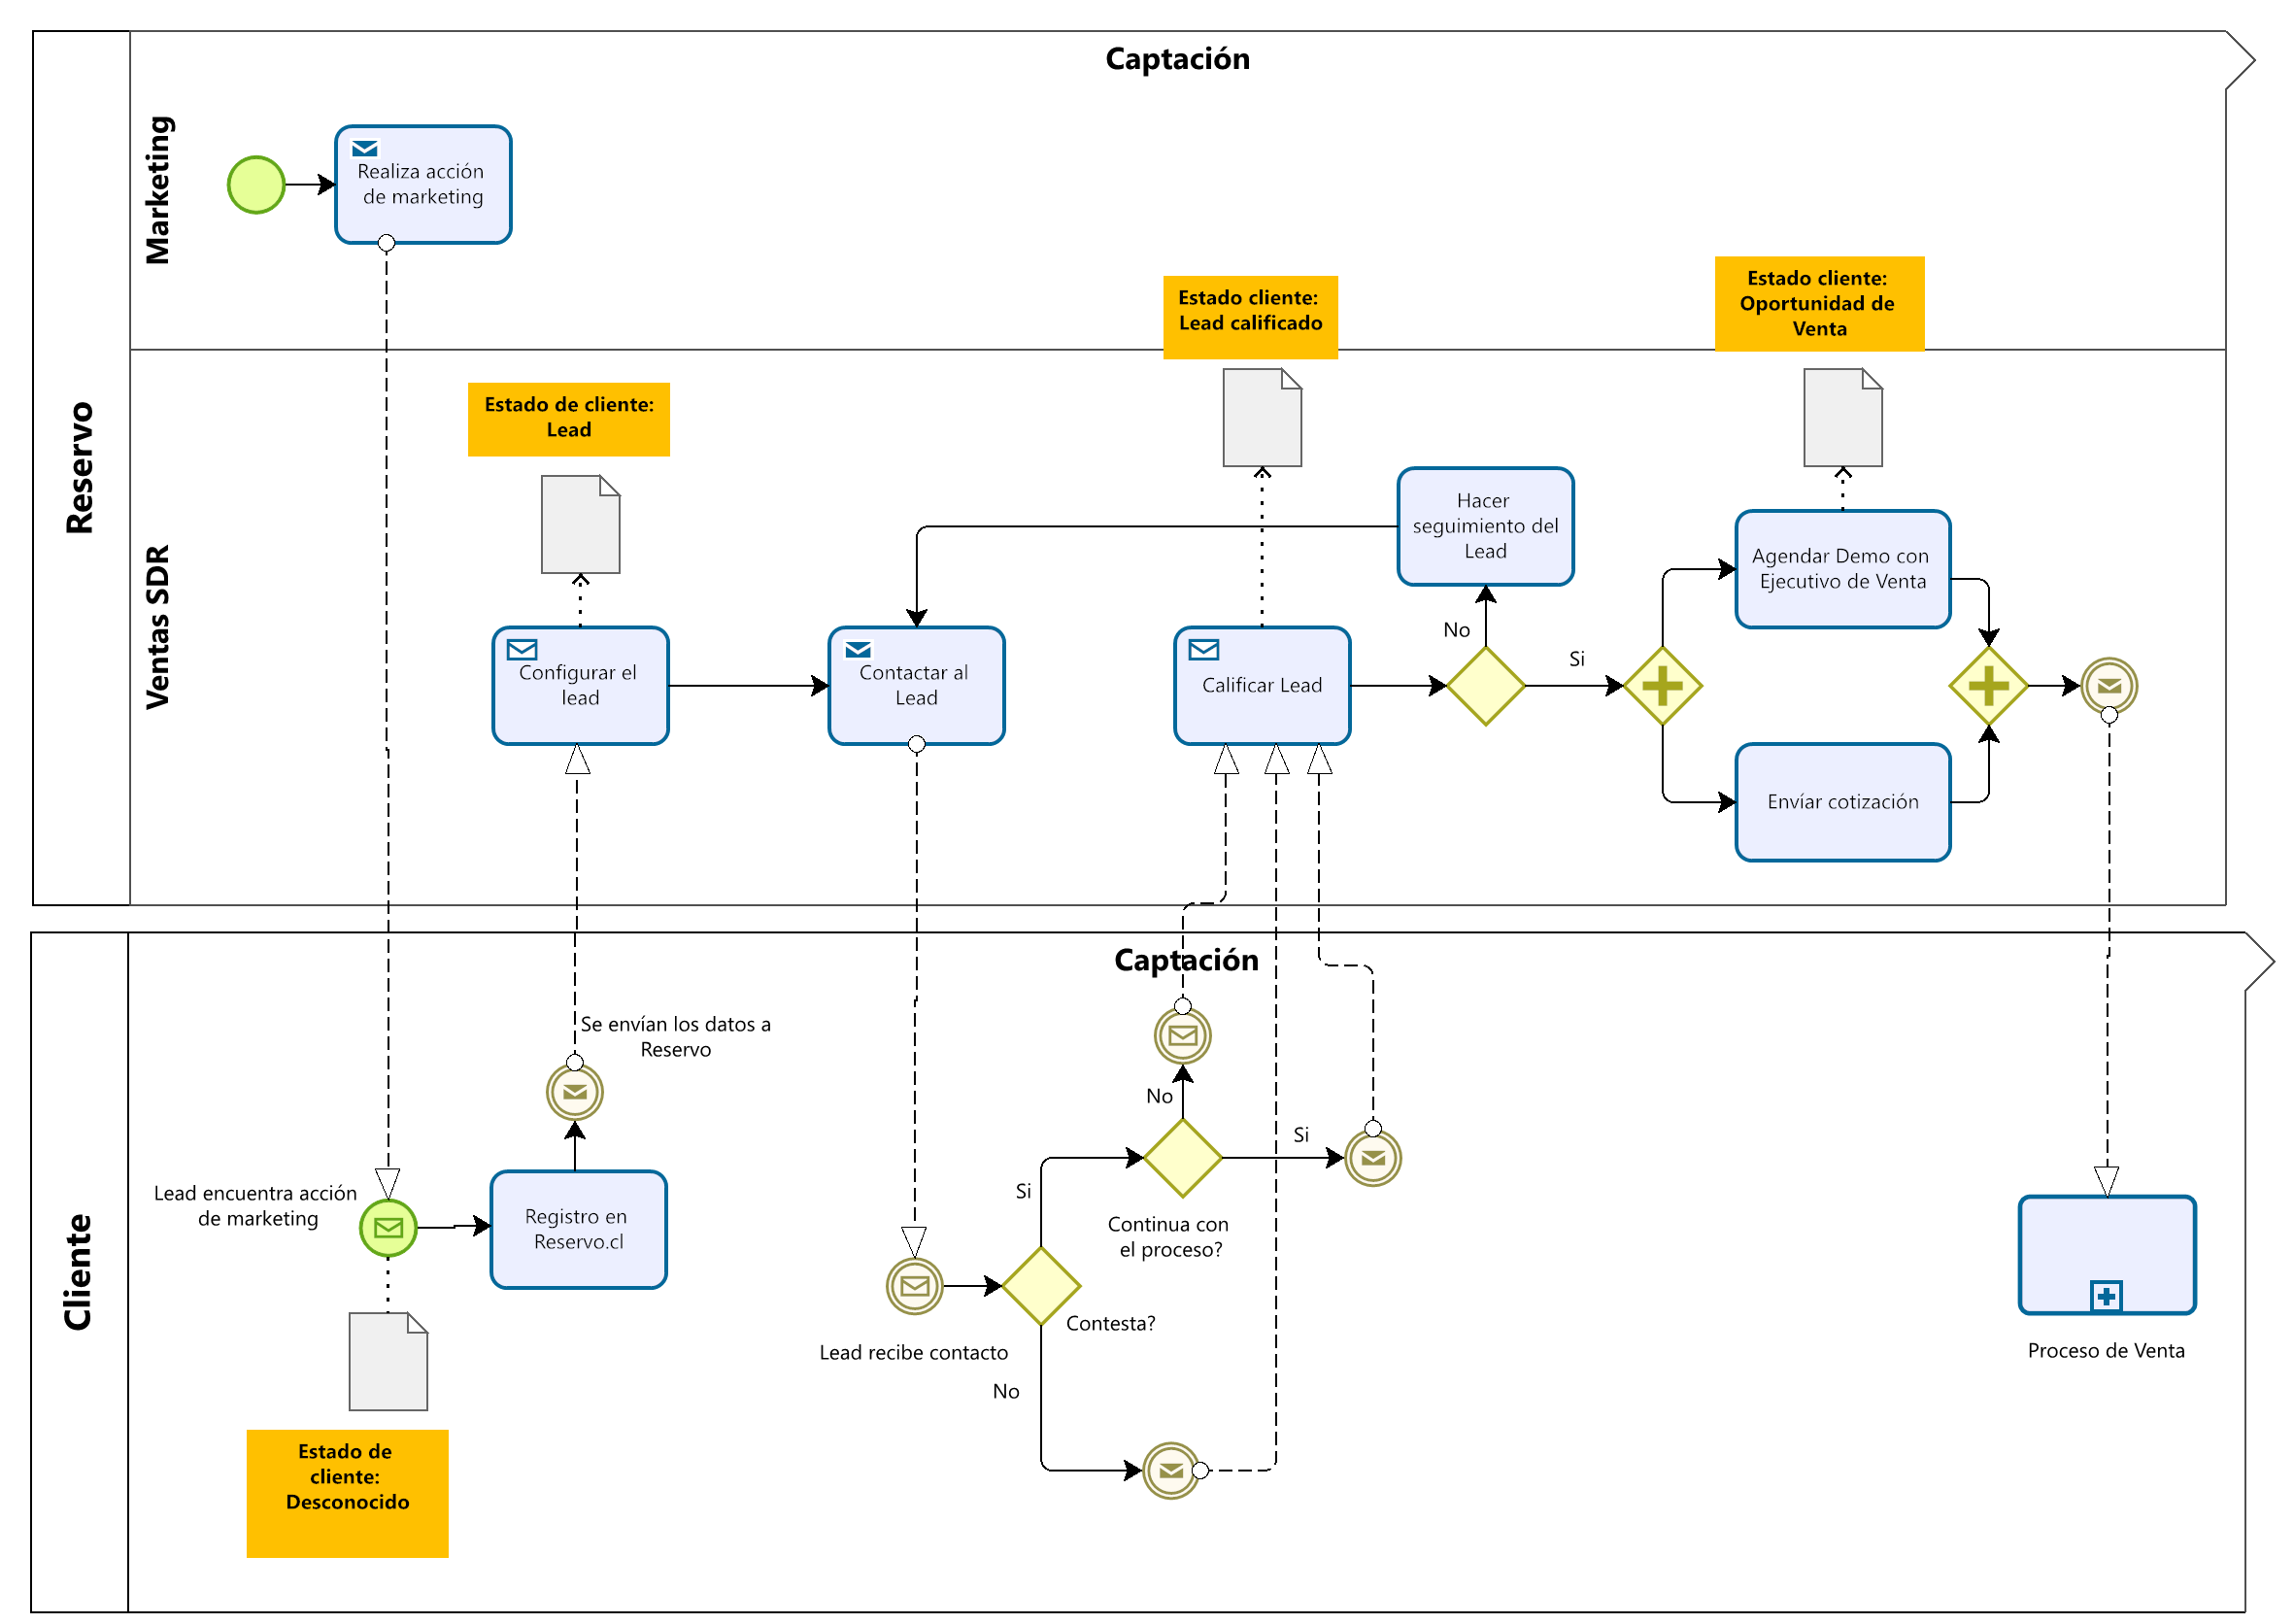 Captación
Reservo
Marketing
Realiza acción
de marketing
Ventas SDR
Estado de cliente:
Lead
Estado cliente:
Lead calificado
Estado cliente:
Oportunidad de
Venta
Configurar el
lead
Contactar al
Lead
Calificar Lead
Hacer
seguimiento del
Lead
No
Si
Agendar Demo con
Ejecutivo de Venta
Envíar cotización
Captación
Cliente
Lead encuentra acción
de marketing
Estado de
cliente:
Desconocido
Registro en
Reservo.cl
Se envían los datos a
Reservo
Lead recibe contacto
Contesta?
Si
No
Continua con
el proceso?
No
Si
Proceso de Venta